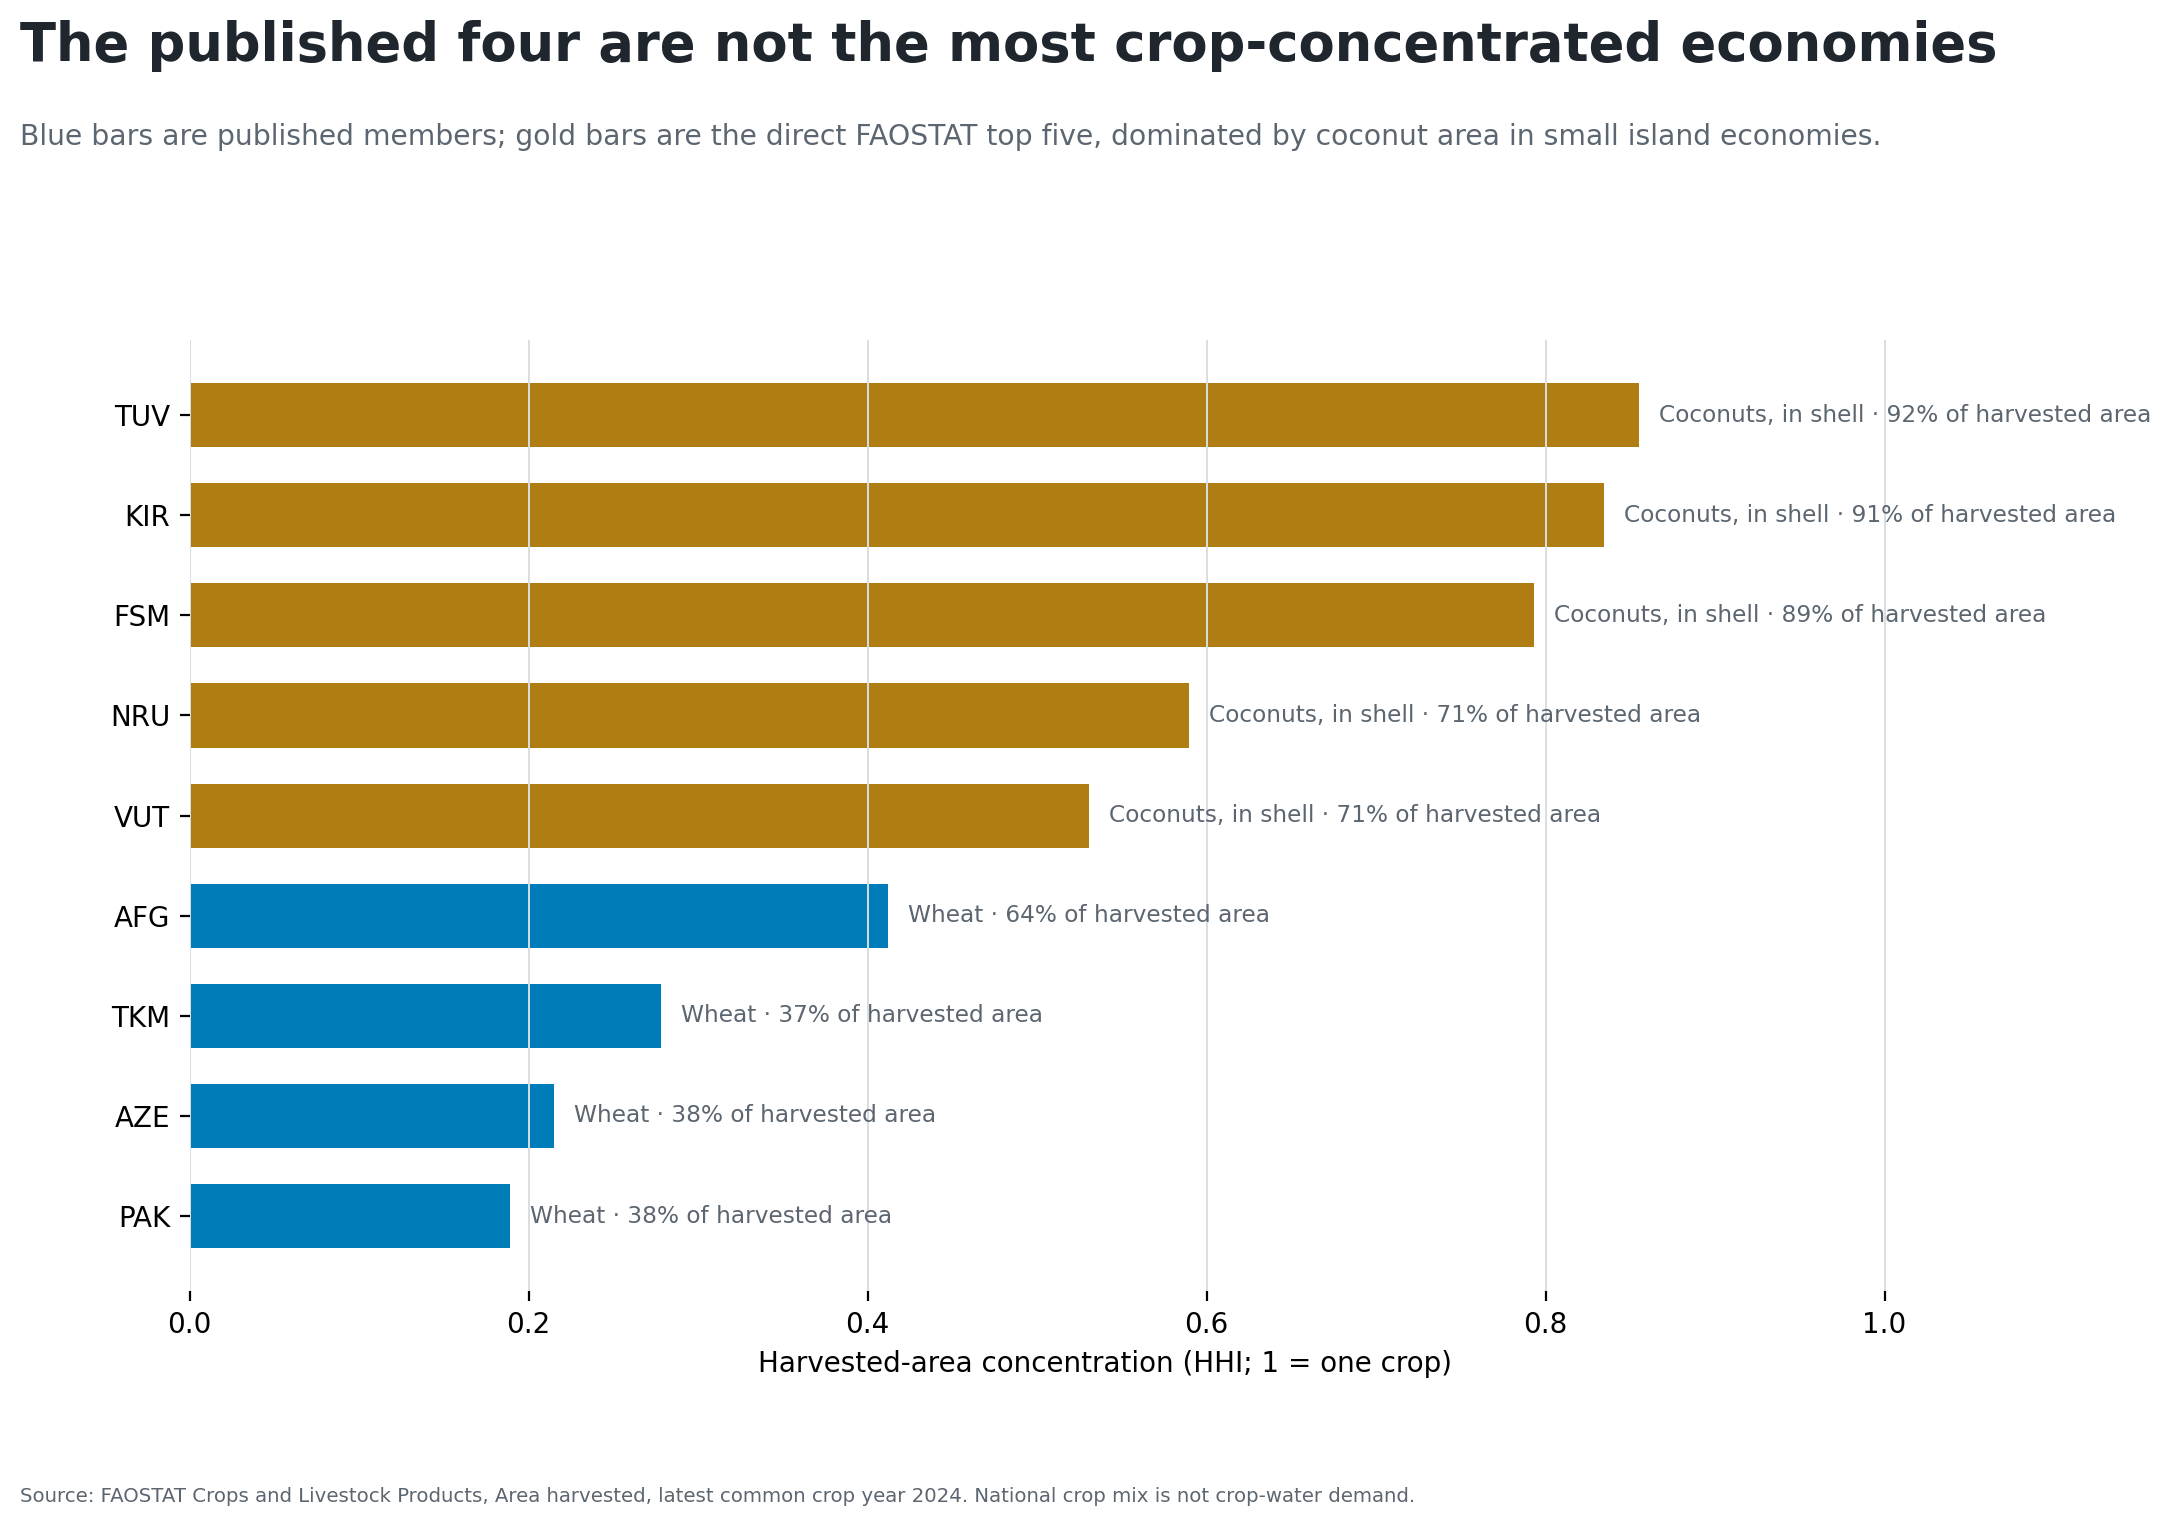 The published four are not the most crop-concentrated economies
Blue bars are published members; gold bars are the direct FAOSTAT top five, dominated by coconut area in small island economies.
TUV
Coconuts, in shell · 92% of harvested area
KIR
Coconuts, in shell · 91% of harvested area
FSM
Coconuts, in shell · 89% of harvested area
NRU
Coconuts, in shell · 71% of harvested area
VUT
Coconuts, in shell · 71% of harvested area
AFG
Wheat · 64% of harvested area
TKM
Wheat · 37% of harvested area
AZE
Wheat · 38% of harvested area
PAK
Wheat · 38% of harvested area
0.0 0.2 0.4 0.6 0.8 1.0
Harvested-area concentration (HHI; 1 = one crop)
Source: FAOSTAT Crops and Livestock Products, Area harvested, latest common crop year 2024. National crop mix is not crop-water demand.